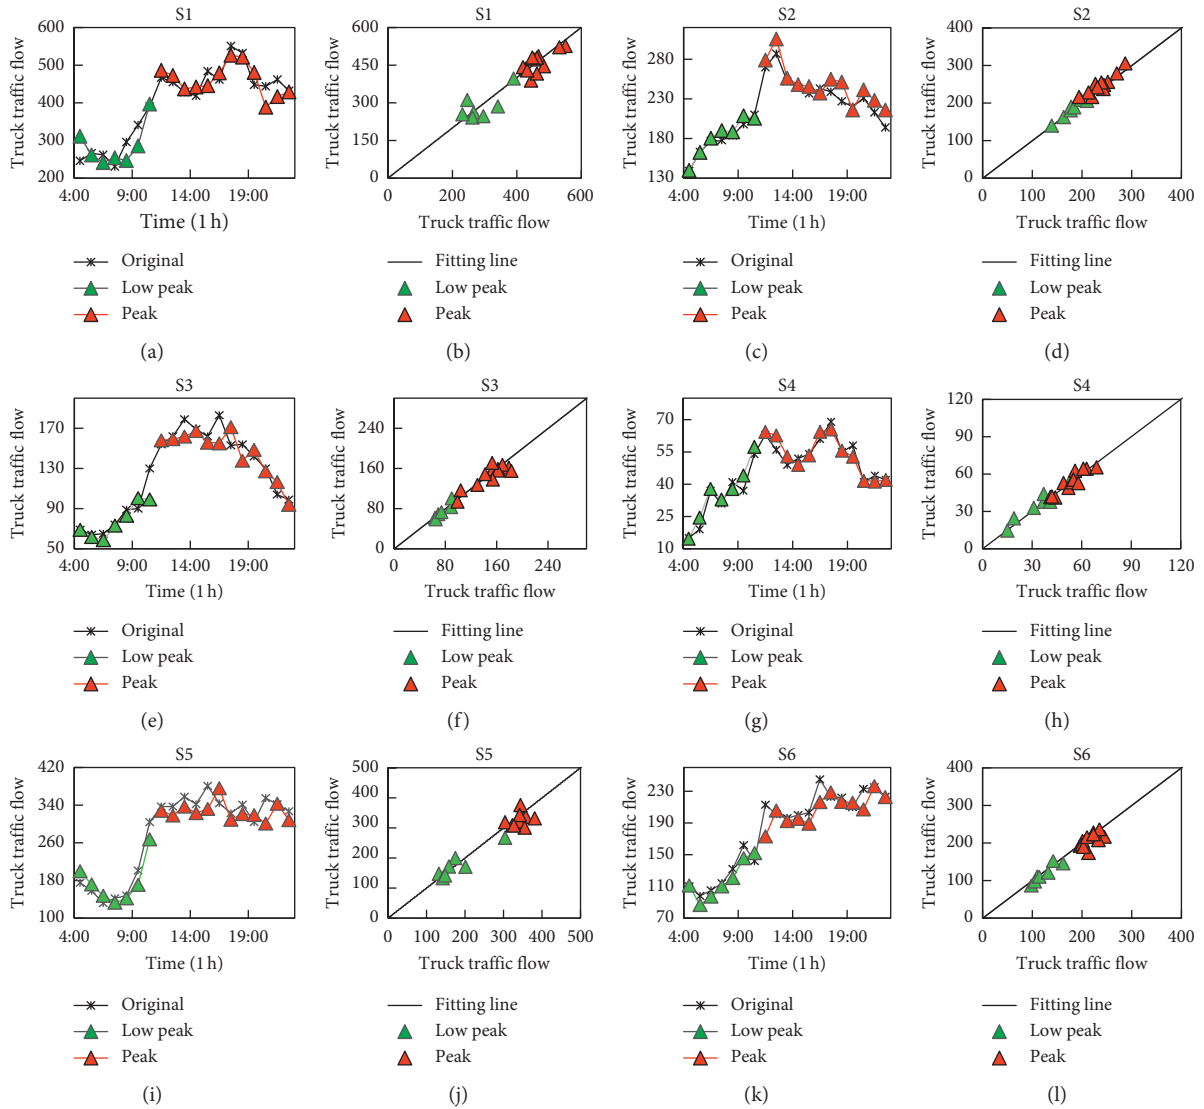 S1
Truck traffic flow
600
500
400
300
200
4:00 9:00 14:00 19:00
Time (1 h)
Original
Low peak
Peak
(a)
S1
Truck traffic flow
600
450
300
150
0
0 200 400 600
Truck traffic flow
Fitting line
Low peak
Peak
(b)
S2
Truck traffic flow
280
230
180
130
4:00 9:00 14:00 19:00
Time (1 h)
Original
Low peak
Peak
(c)
S2
Truck traffic flow
400
300
200
100
0
0 100 200 300 400
Truck traffic flow
Fitting line
Low peak
Peak
(d)
S3
Truck traffic flow
170
130
90
50
4:00 9:00 14:00 19:00
Time (1 h)
Original
Low peak
Peak
(e)
S3
Truck traffic flow
240
160
80
0
0 80 160 240
Truck traffic flow
Fitting line
Low peak
Peak
(f)
S4
Truck traffic flow
70
55
40
25
10
4:00 9:00 14:00 19:00
Time (1 h)
Original
Low peak
Peak
(g)
S4
Truck traffic flow
120
90
60
30
0
0 30 60 90 120
Truck traffic flow
Fitting line
Low peak
Peak
(h)
S5
Truck traffic flow
420
340
260
180
100
4:00 9:00 14:00 19:00
Time (1 h)
Original
Low peak
Peak
(i)
S5
Truck traffic flow
500
400
300
200
100
0
0 100 200 300 400 500
Truck traffic flow
Fitting line
Low peak
Peak
(j)
S6
Truck traffic flow
230
190
150
110
70
4:00 9:00 14:00 19:00
Time (1 h)
Original
Low peak
Peak
(k)
S6
Truck traffic flow
400
300
200
100
0
0 100 200 300 400
Truck traffic flow
Fitting line
Low peak
Peak
(l)